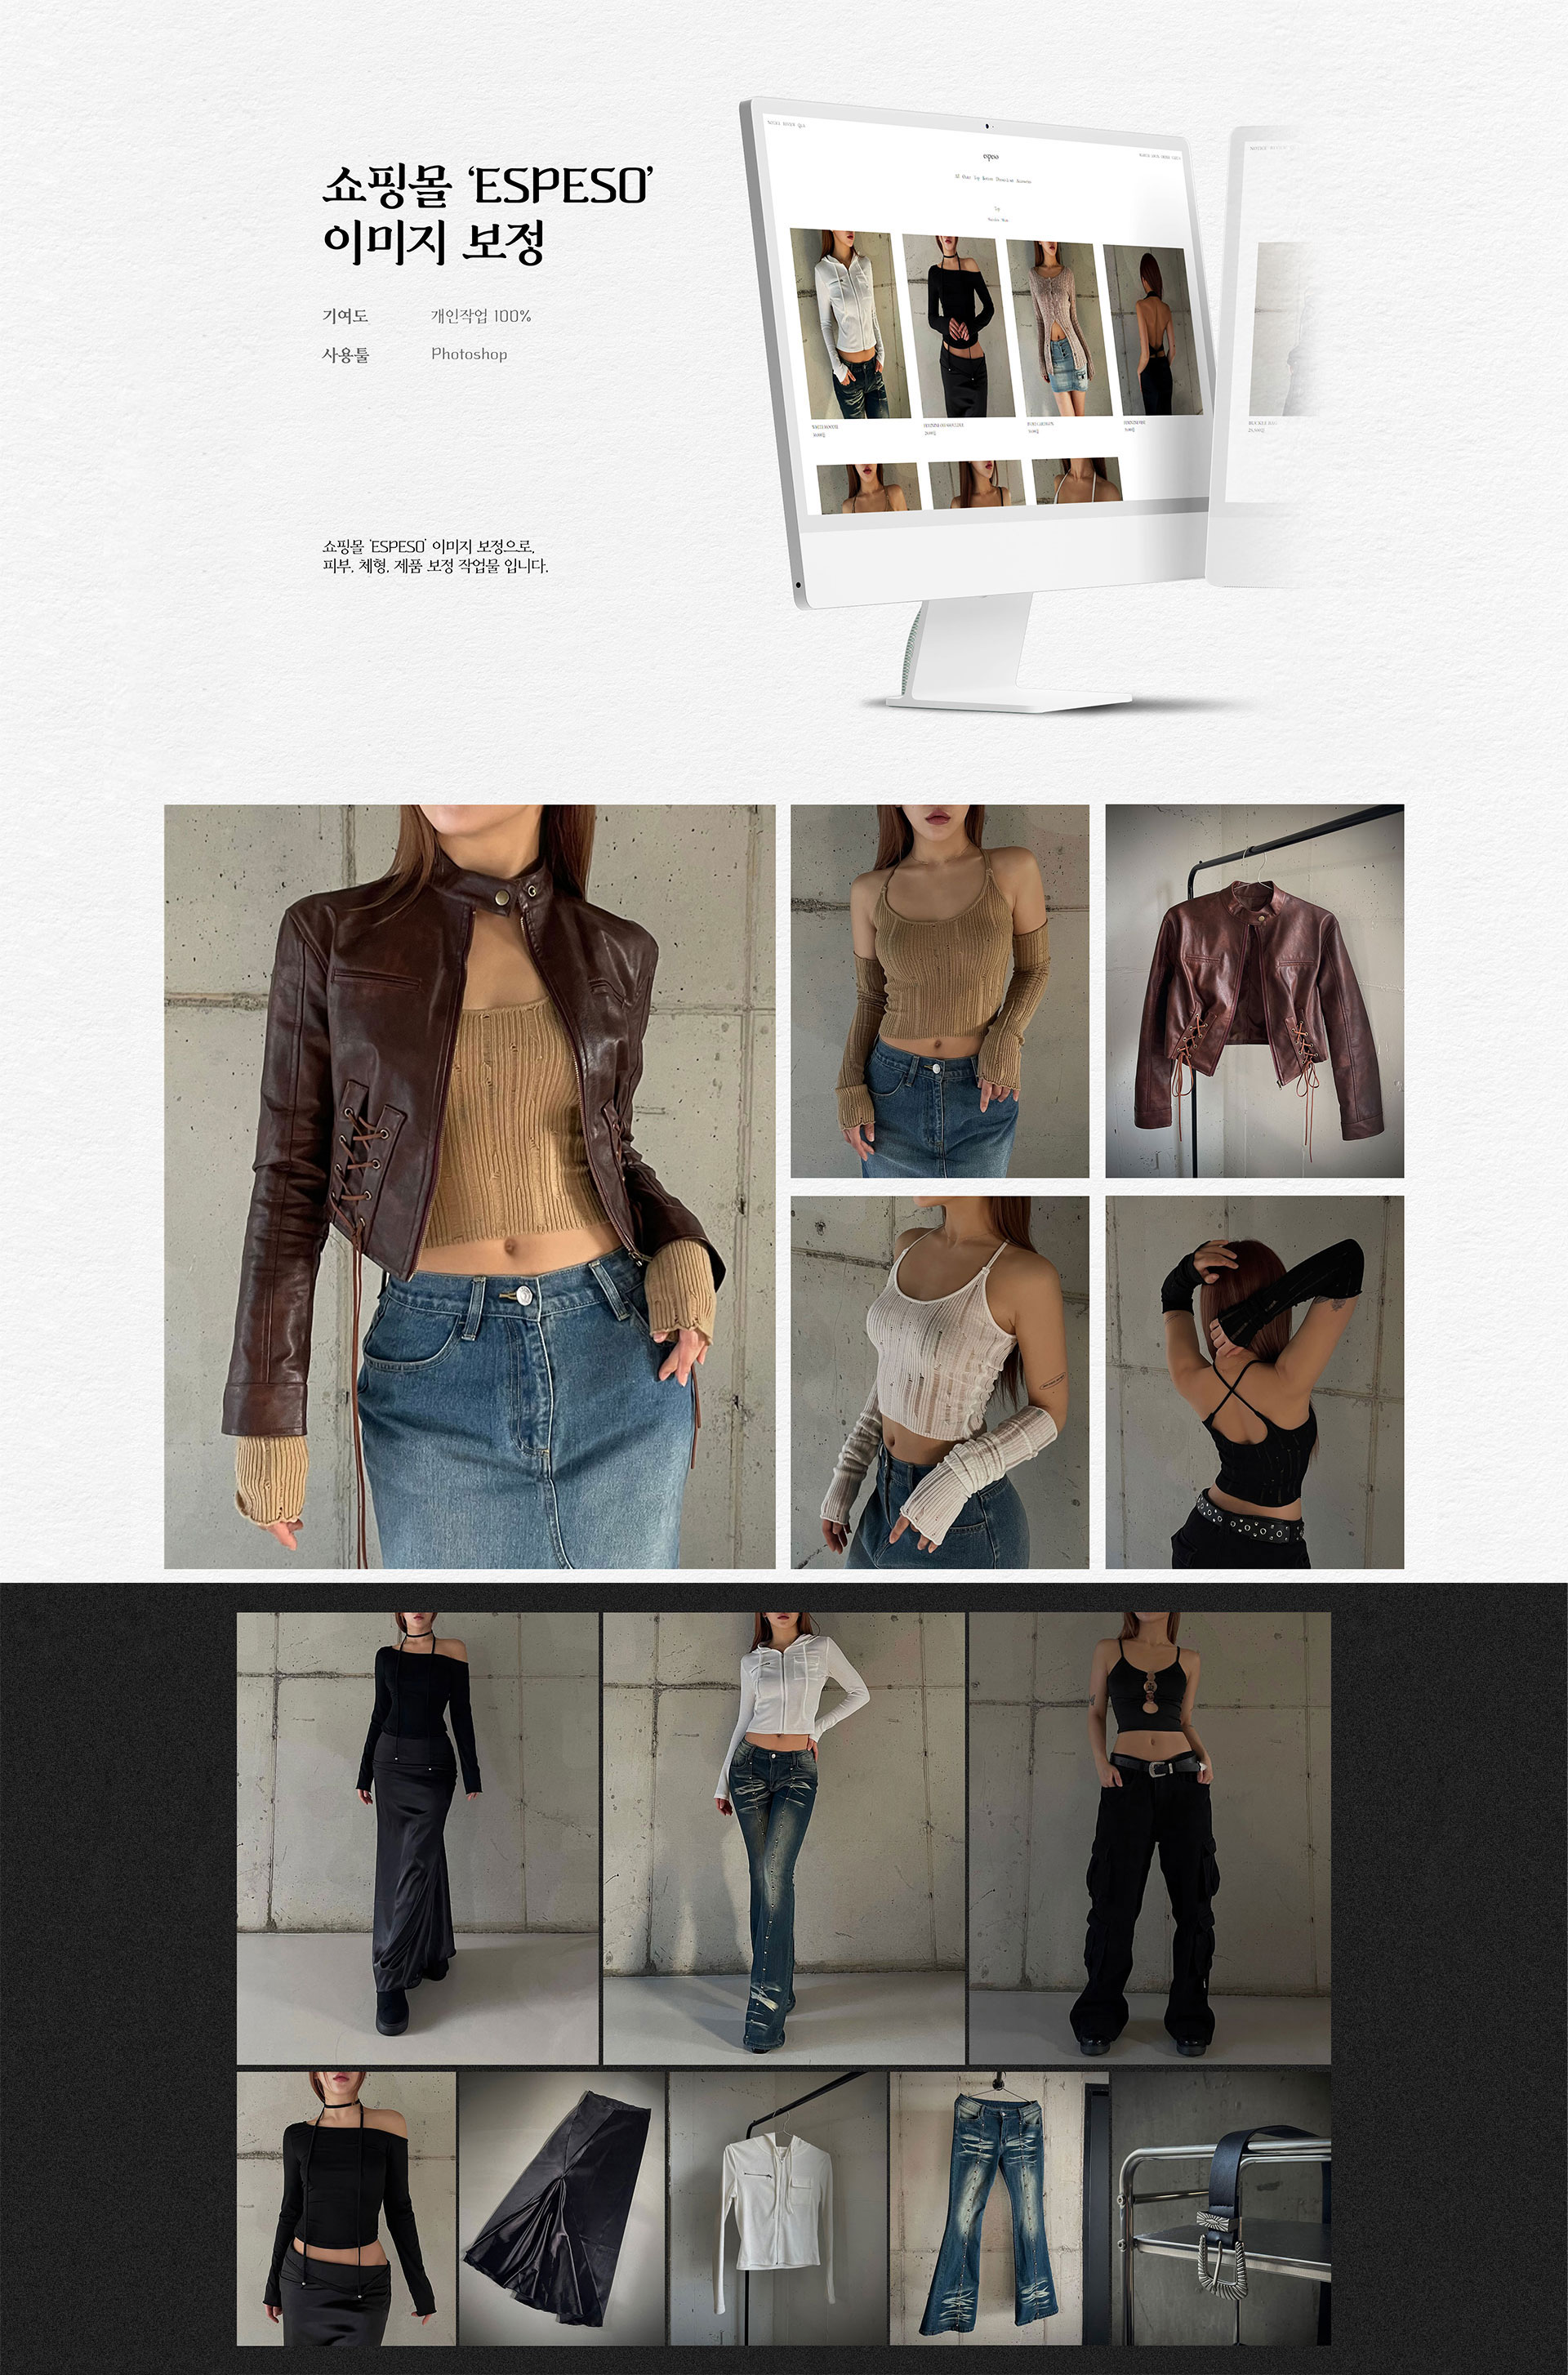 쇼핑몰 ‘ESPESO’
이미지 보정
기여도 개인작업 100%
사용툴 Photoshop
쇼핑몰 ‘ESPESO’ 이미지 보정으로,
피부, 체형, 제품 보정 작업물 입니다.